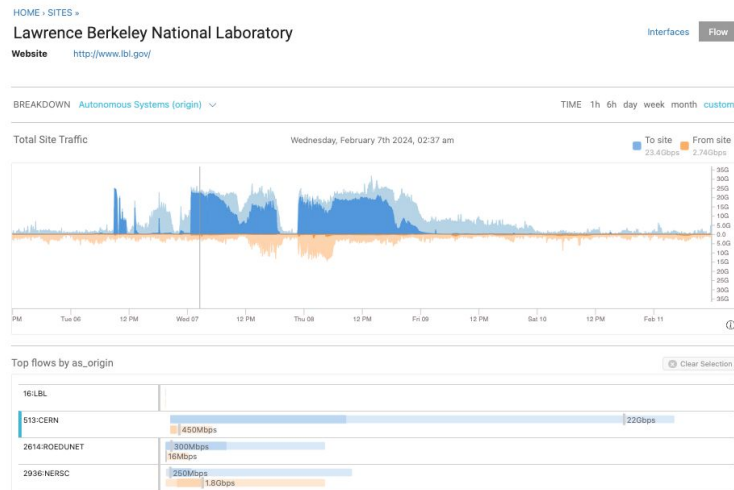 HOME › SITES »
Lawrence Berkeley National Laboratory
Interfaces Flow
Website http://www.lbl.gov/
BREAKDOWN Autonomous Systems (origin)
TIME 1h 6h day week month custom
Total Site Traffic
Wednesday, February 7th 2024, 02:37 am
To site From site
23.4Gbps 2.74Gbps
35G
30G
25G
20G
15G
10G
5.0G
0.0
5.0G
10G
15G
20G
25G
30G
35G
PM Tue 06 12 PM Wed 07 12 PM Thu 08 12 PM Fri 09 12 PM Sat 10 12 PM Feb 11
Top flows by as_origin
Clear Selection
16:LBL
513:CERN
22Gbps
450Mbps
2614:ROEDUNET
300Mbps
16Mbps
2936:NERSC
250Mbps
1.8Gbps